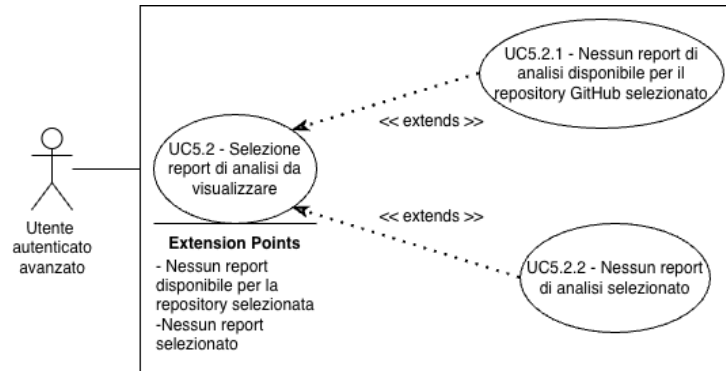 UC5.2.1 - Nessun report di
analisi disponibile per il
repository GitHub selezionato
<< extends >>
UC5.2 - Selezione
report di analisi da
visualizzare
Utente
autenticato
avanzato
<< extends >>
Extension Points
- Nessun report
disponibile per la
repository selezionata
-Nessun report
selezionato
UC5.2.2 - Nessun report
di analisi selezionato